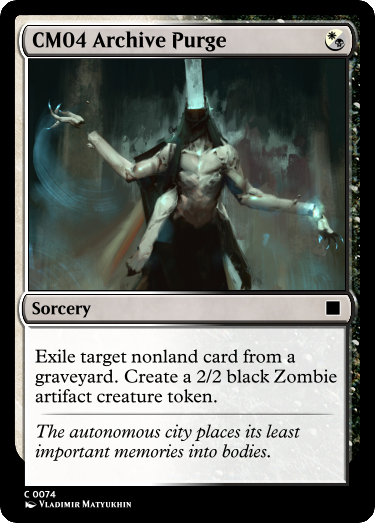 CM04 Archive Purge
Sorcery
Exile target nonland card from a
graveyard. Create a 2/2 black Zombie
artifact creature token.
The autonomous city places its least
important memories into bodies.
C 0074
Vladimir Matyukhin